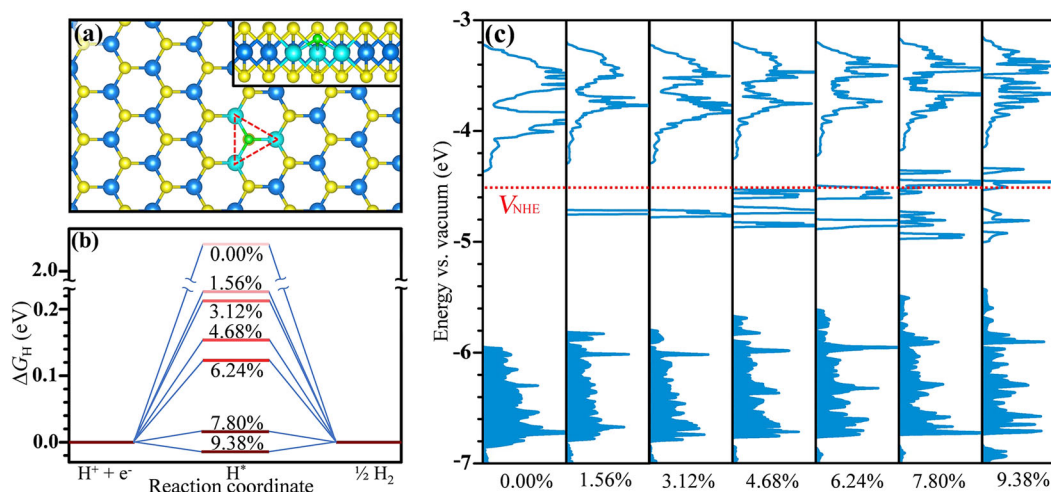 (a)
(b)
ΔG_H (eV)
2.0
0.2
0.1
0.0
0.00%
1.56%
3.12%
4.68%
6.24%
7.80%
9.38%
H⁺ + e⁻
H*
½ H₂
Reaction coordinate
(c)
Energy vs. vacuum (eV)
-3
-4
-5
-6
-7
V_NHE
0.00%
1.56%
3.12%
4.68%
6.24%
7.80%
9.38%